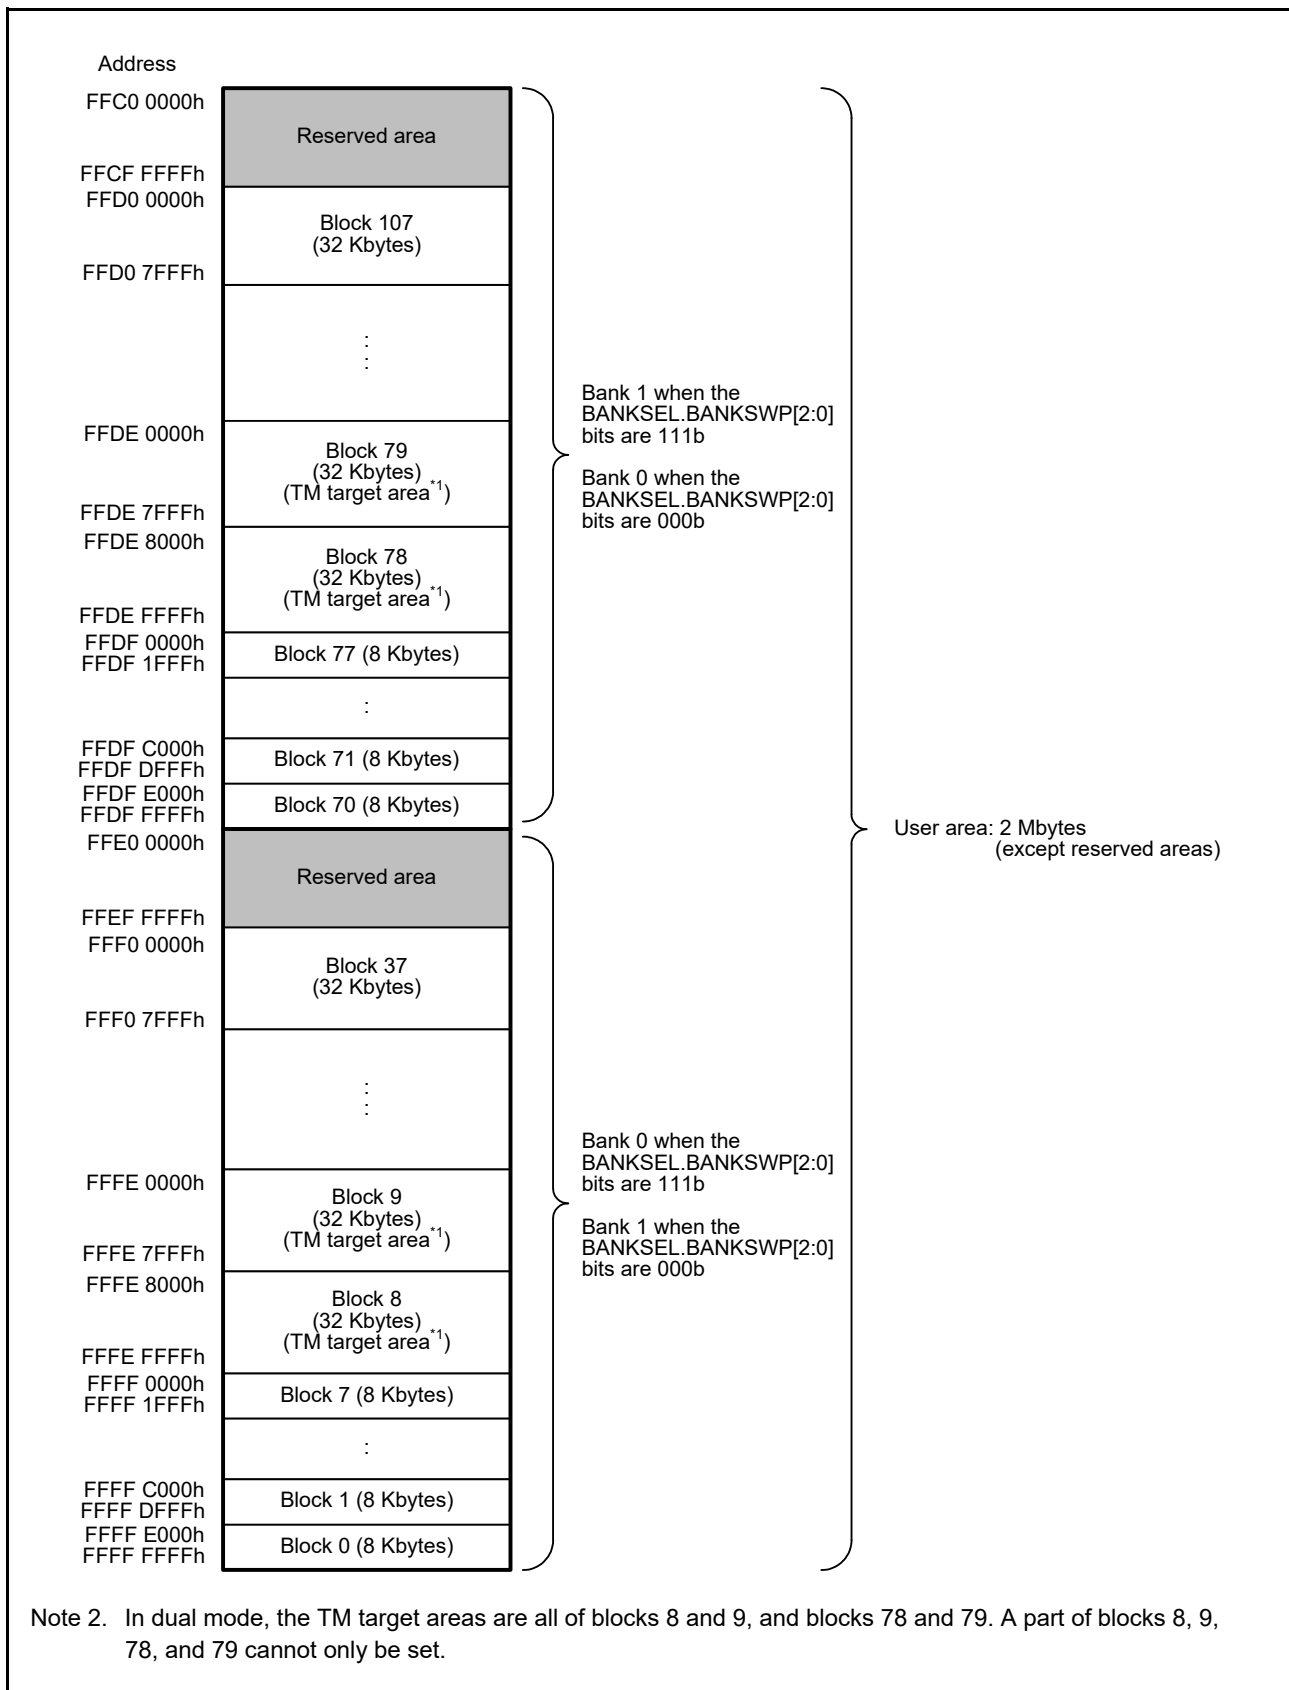 Address
FFC0 0000h
Reserved area
FFCF FFFFh
FFD0 0000h
Block 107
(32 Kbytes)
FFD0 7FFFh
:
:
Bank 1 when the
BANKSEL.BANKSWP[2:0]
bits are 111b
Bank 0 when the
BANKSEL.BANKSWP[2:0]
bits are 000b
FFDE 0000h
Block 79
(32 Kbytes)
(TM target area*1)
FFDE 7FFFh
FFDE 8000h
Block 78
(32 Kbytes)
(TM target area*1)
FFDE FFFFh
FFDF 0000h
Block 77 (8 Kbytes)
FFDF 1FFFh
:
FFDF C000h
Block 71 (8 Kbytes)
FFDF DFFFh
FFDF E000h
Block 70 (8 Kbytes)
FFDF FFFFh
User area: 2 Mbytes
(except reserved areas)
FFE0 0000h
Reserved area
FFEF FFFFh
FFF0 0000h
Block 37
(32 Kbytes)
FFF0 7FFFh
:
:
Bank 0 when the
BANKSEL.BANKSWP[2:0]
bits are 111b
Bank 1 when the
BANKSEL.BANKSWP[2:0]
bits are 000b
FFFE 0000h
Block 9
(32 Kbytes)
(TM target area*1)
FFFE 7FFFh
FFFE 8000h
Block 8
(32 Kbytes)
(TM target area*1)
FFFE FFFFh
FFFF 0000h
Block 7 (8 Kbytes)
FFFF 1FFFh
:
FFFF C000h
Block 1 (8 Kbytes)
FFFF DFFFh
FFFF E000h
Block 0 (8 Kbytes)
FFFF FFFFh
Note 2. In dual mode, the TM target areas are all of blocks 8 and 9, and blocks 78 and 79. A part of blocks 8, 9,
78, and 79 cannot only be set.